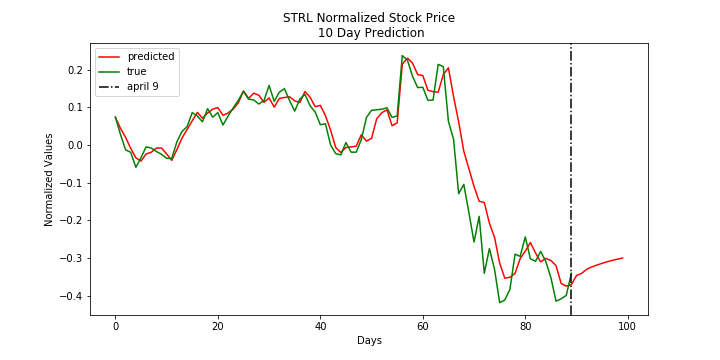 STRL Normalized Stock Price
10 Day Prediction
predicted
true
april 9
Normalized Values
0.2
0.1
0.0
−0.1
−0.2
−0.3
−0.4
0
20
40
60
80
100
Days